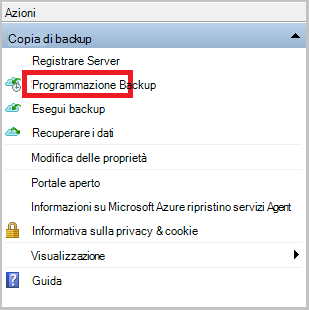 Azioni
Copia di backup
Registrare Server
Programmazione Backup
Esegui backup
Recuperare i dati
Modifica delle proprietà
Portale aperto
Informazioni su Microsoft Azure ripristino servizi Agent
Informativa sulla privacy & cookie
Visualizzazione
Guida